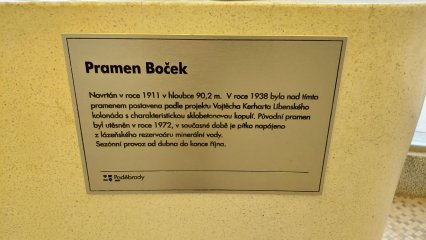 Pramen Boček
Navrtán v roce 1911 v hloubce 90,2 m. V roce 1938 byla nad tímto
pramenem postavena podle projektu Vojtěcha Kerharta Libenského
kolonáda s charakteristickou sklobetonovou kopulí. Původní pramen
byl utěsněn v roce 1972, v současné době je pítko napájeno
z lázeňského rezervoáru minerální vody.
Sezónní provoz od dubna do konce října.
Poděbrady